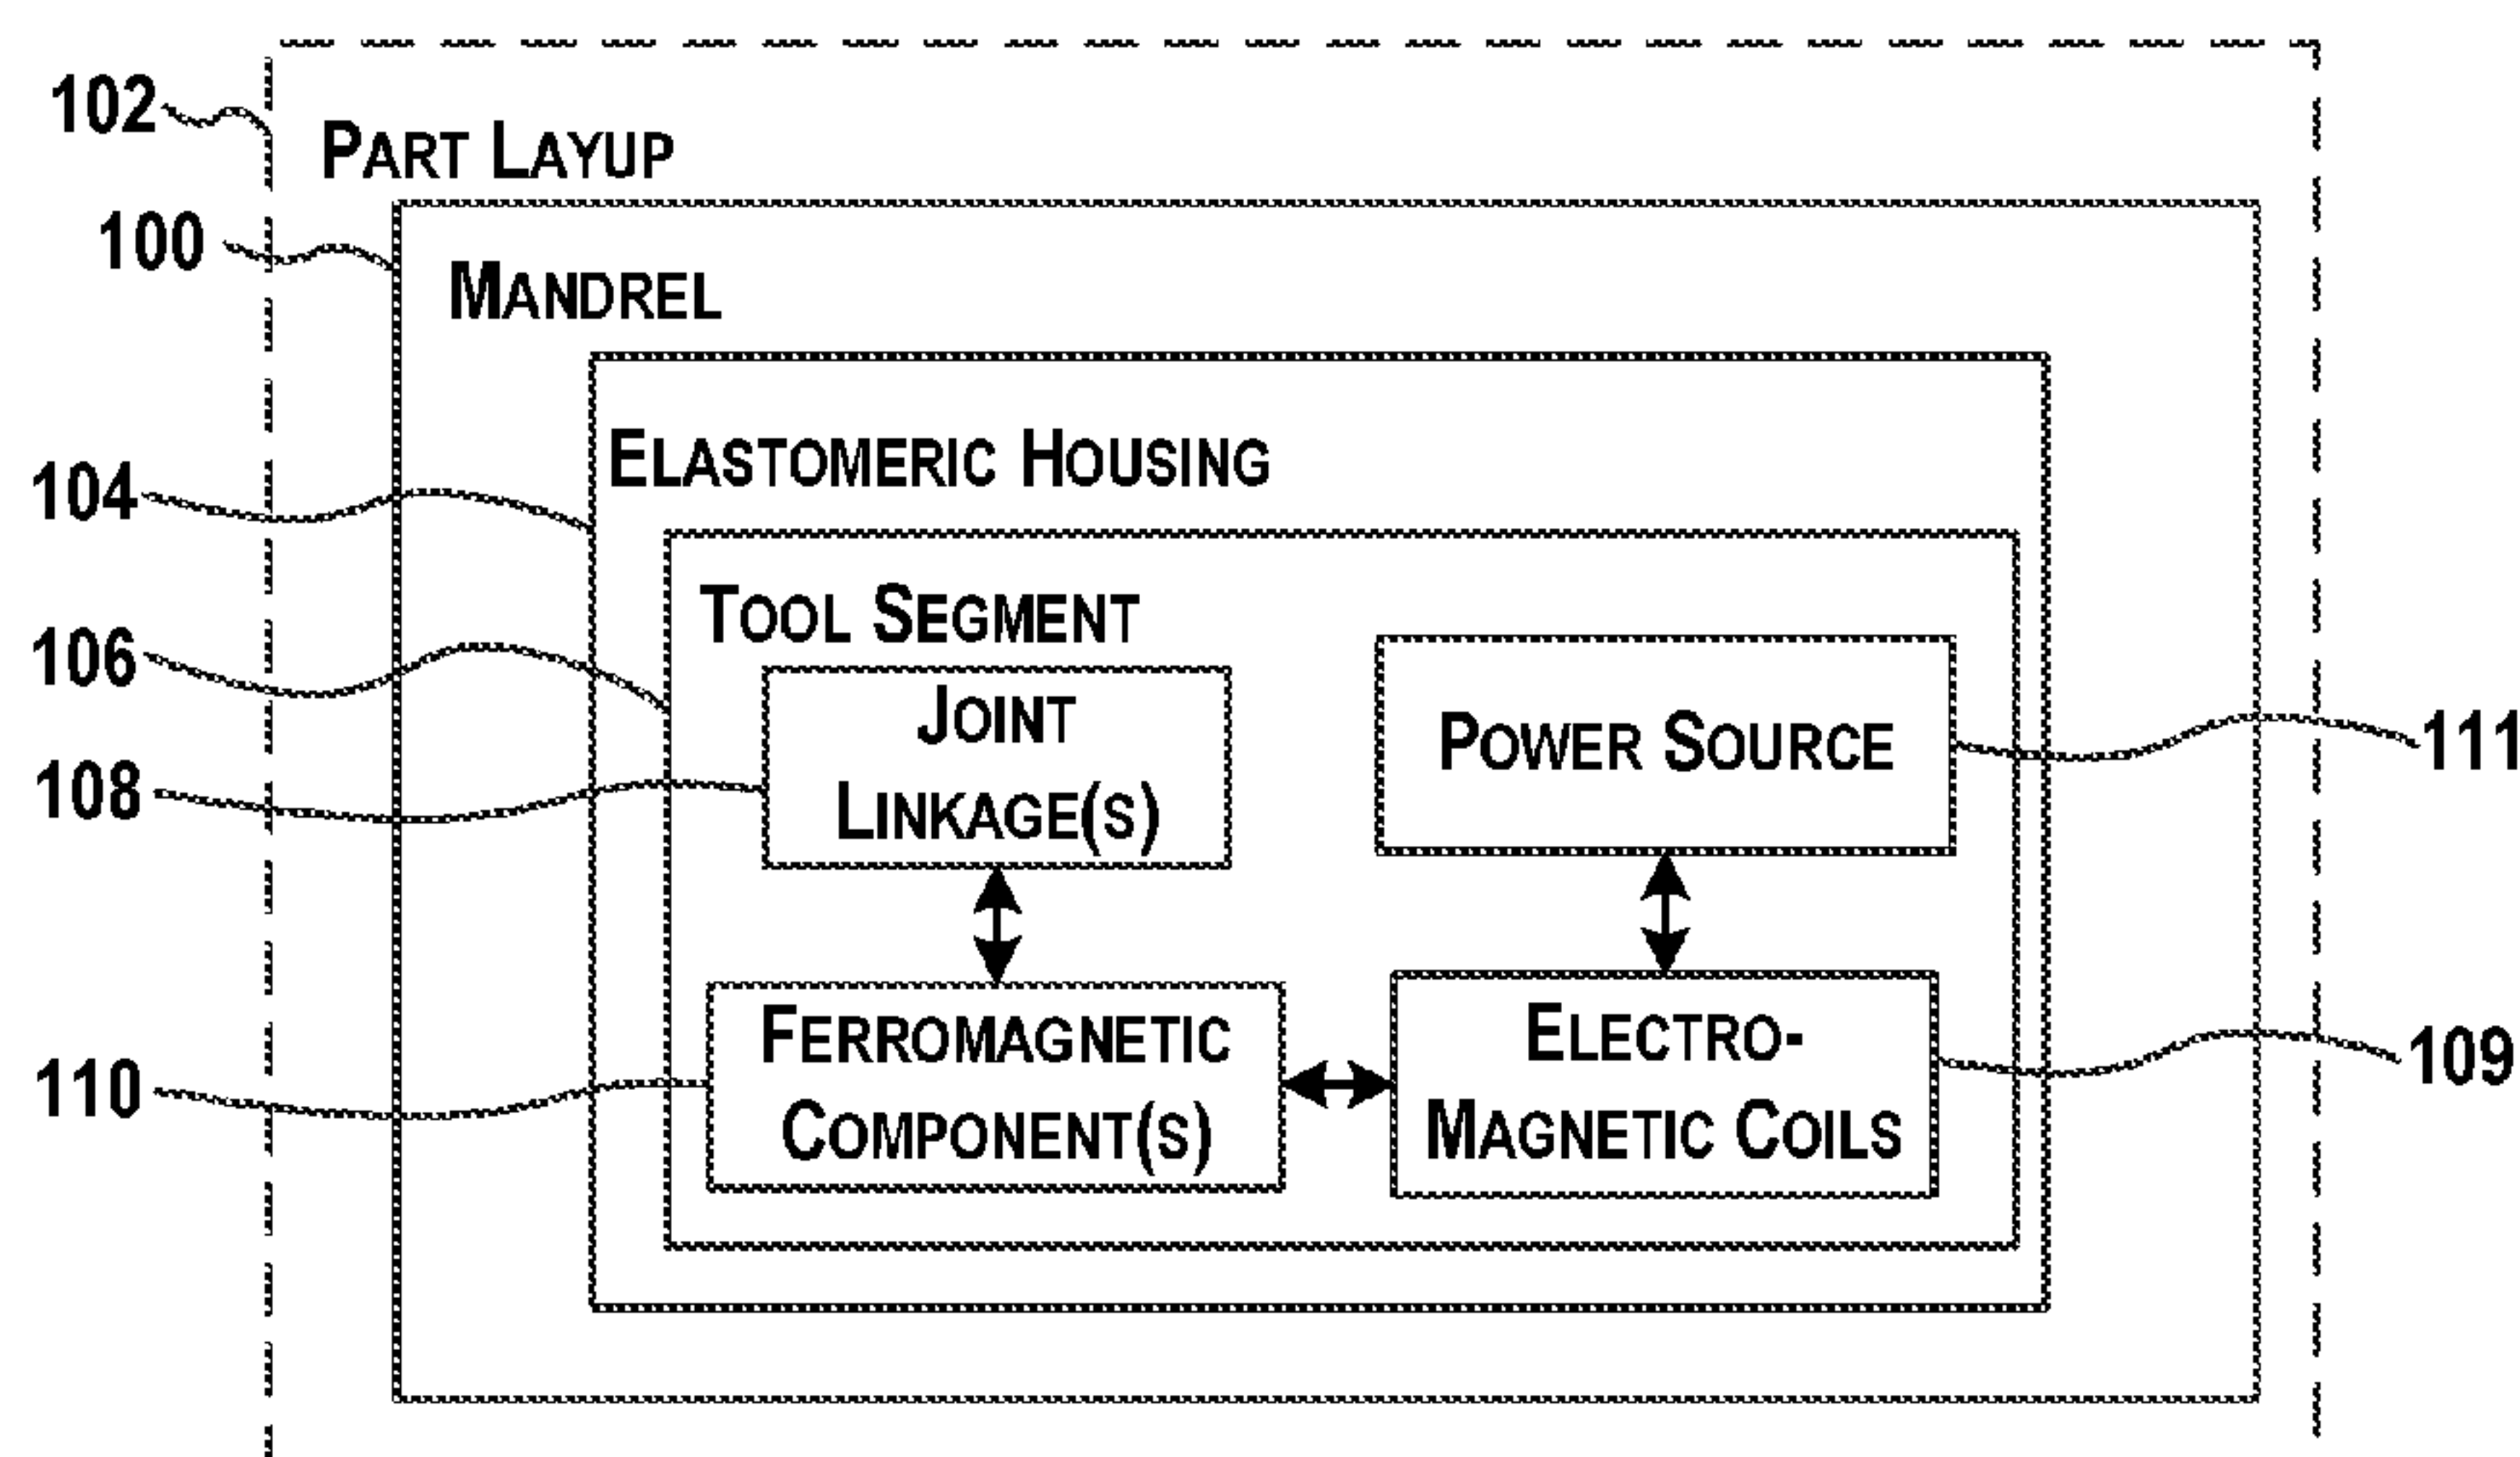 102
PART LAYUP
100
MANDREL
ELASTOMERIC HOUSING
104
TOOL SEGMENT
106
JOINT
LINKAGE(S)
POWER SOURCE
111
108
FERROMAGNETIC
COMPONENT(S)
ELECTRO-
MAGNETIC COILS
109
110